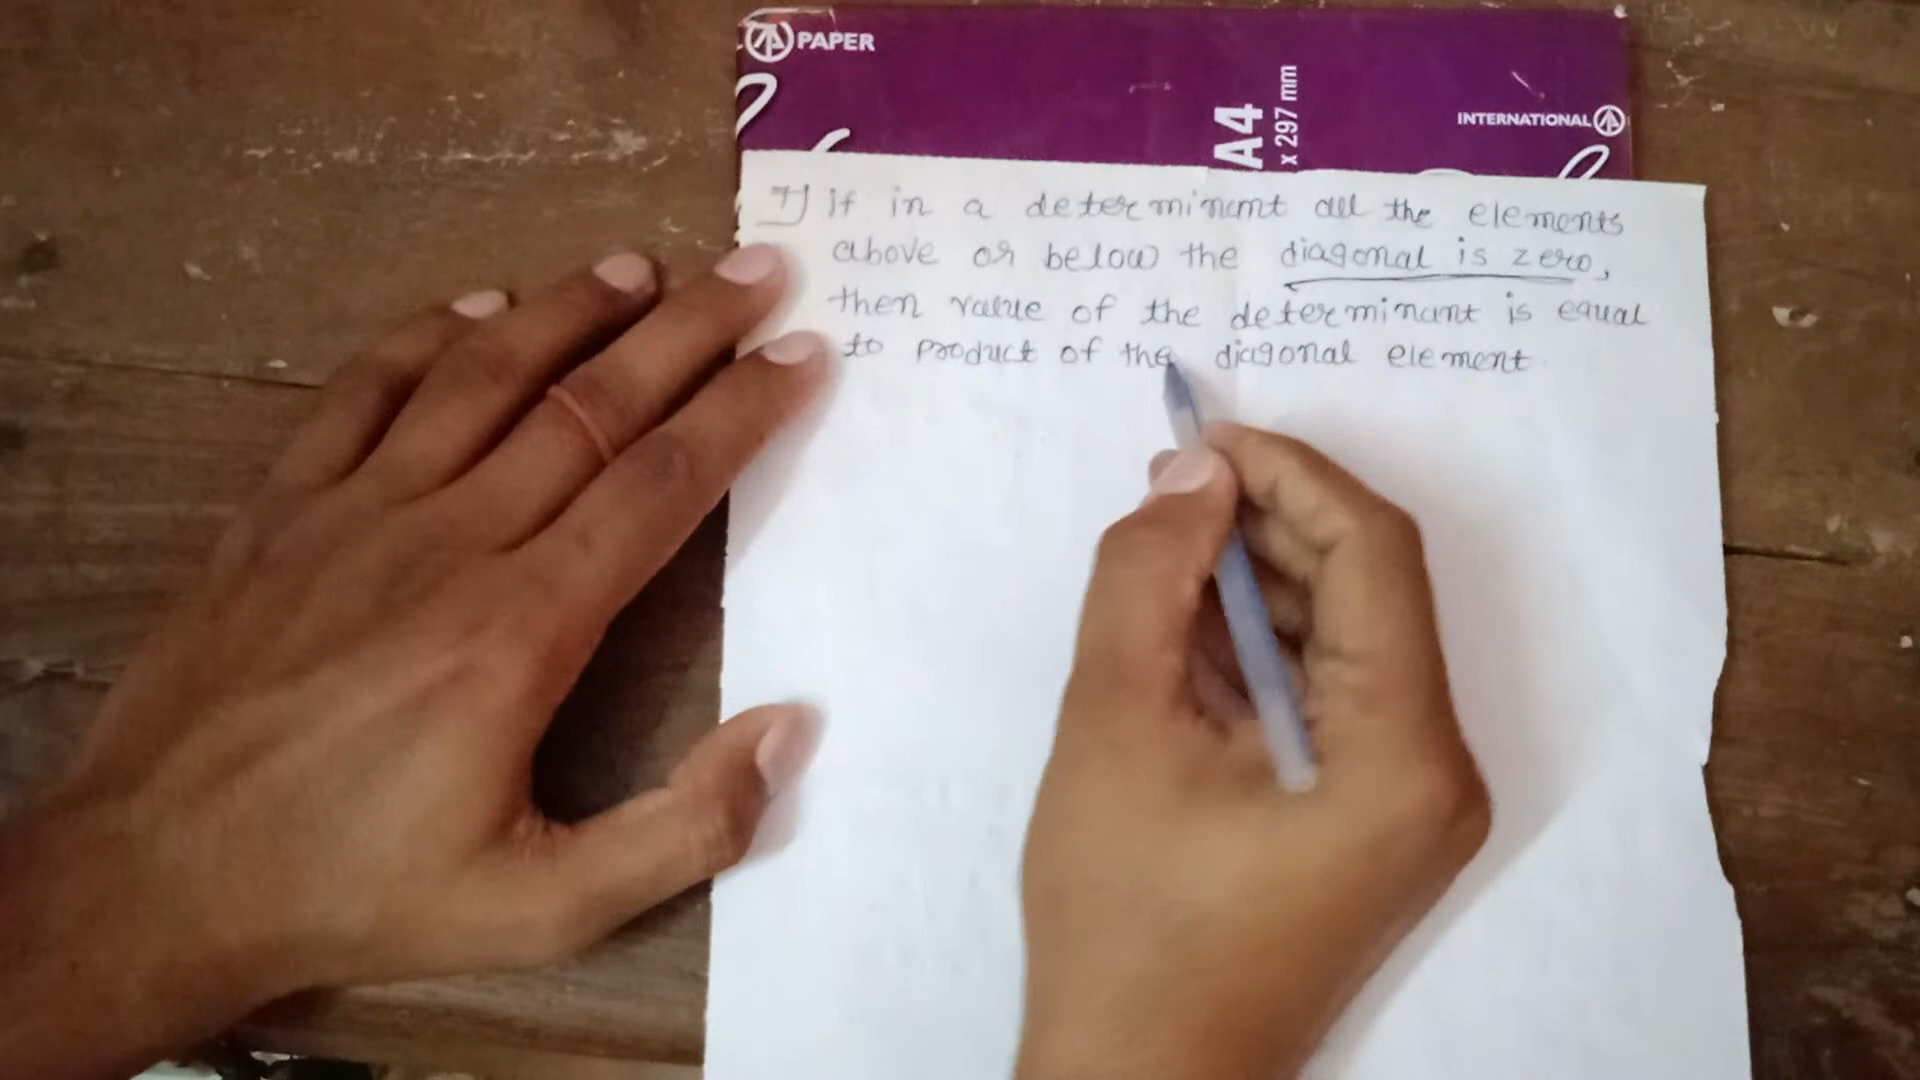 PAPER
A4
x 297 mm
INTERNATIONAL
7) If in a determinant all the elements
above or below the diagonal is zero,
then value of the determinant is equal
to product of the diagonal element